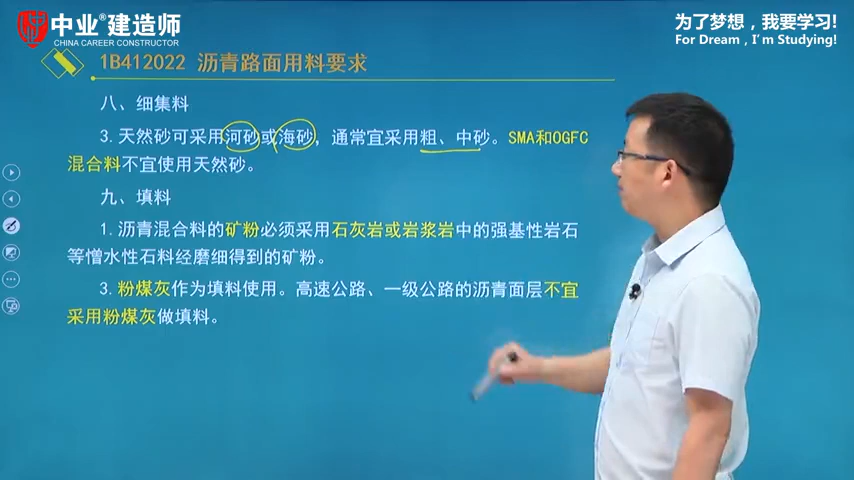 中业®建造师
CHINA CAREER CONSTRUCTOR
为了梦想，我要学习!
For Dream , I'm Studying!
1B412022 沥青路面用料要求
八、细集料
3. 天然砂可采用河砂或海砂，通常宜采用粗、中砂。SMA和OGFC
混合料不宜使用天然砂。
九、填料
1. 沥青混合料的矿粉必须采用石灰岩或岩浆岩中的强基性岩石
等憎水性石料经磨细得到的矿粉。
3. 粉煤灰作为填料使用。高速公路、一级公路的沥青面层不宜
采用粉煤灰做填料。